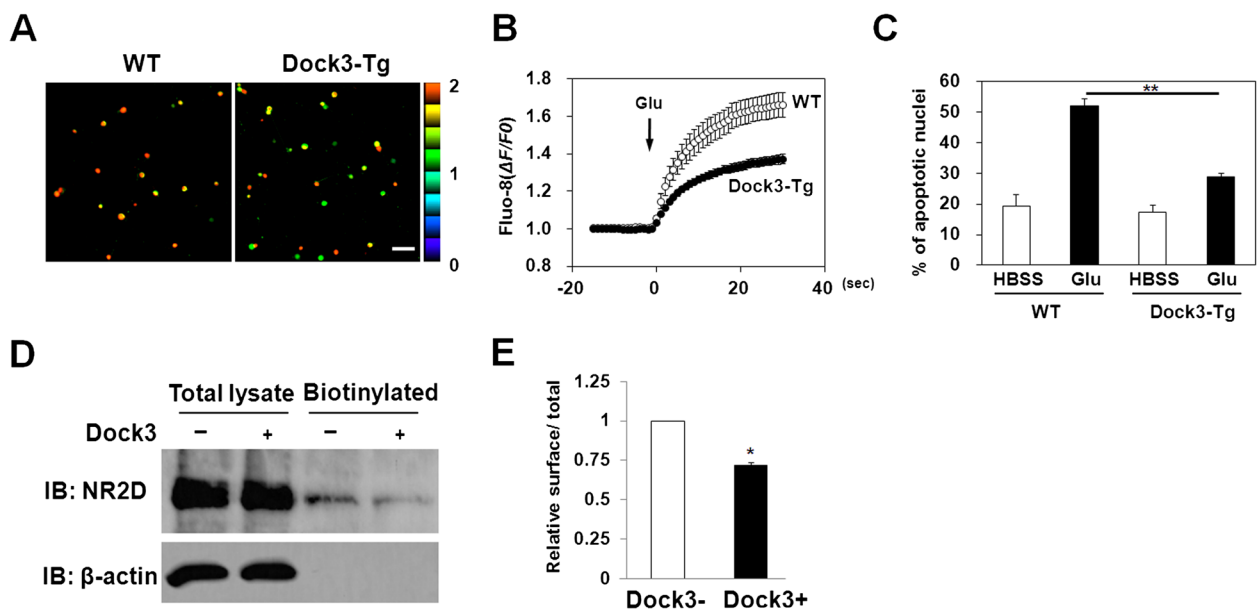 A
WT
Dock3-Tg
2
1
0
B
Fluo-8(ΔF/F0)
1.8
1.6
1.4
1.2
1.0
0.8
-20
0
20
40
(sec)
Glu
WT
Dock3-Tg
C
% of apoptotic nuclei
60
50
40
30
20
10
0
**
HBSS
Glu
HBSS
Glu
WT
Dock3-Tg
D
Total lysate
Biotinylated
Dock3
− + − +
IB: NR2D
IB: β-actin
E
Relative surface/ total
1.25
1
0.75
0.5
0.25
0
*
Dock3-
Dock3+